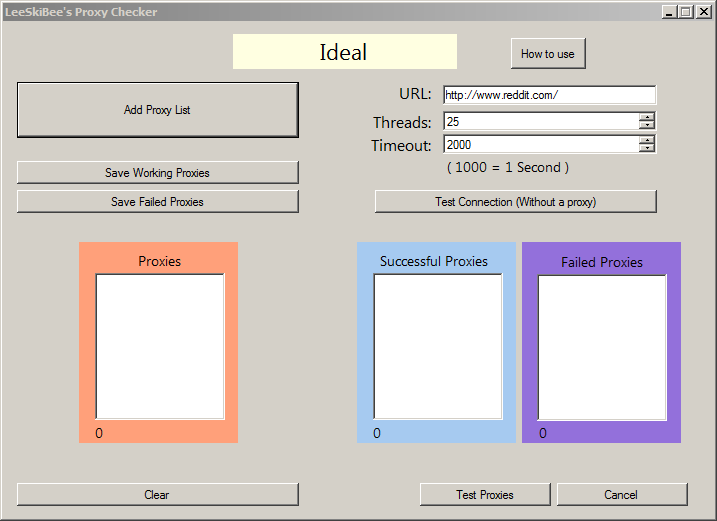 LeeSkiBee's Proxy Checker
Ideal
How to use
Add Proxy List
URL: http://www.reddit.com/
Threads: 25
Timeout: 2000
( 1000 = 1 Second )
Save Working Proxies
Save Failed Proxies
Test Connection (Without a proxy)
Proxies
Successful Proxies
Failed Proxies
0
0
0
Clear
Test Proxies
Cancel